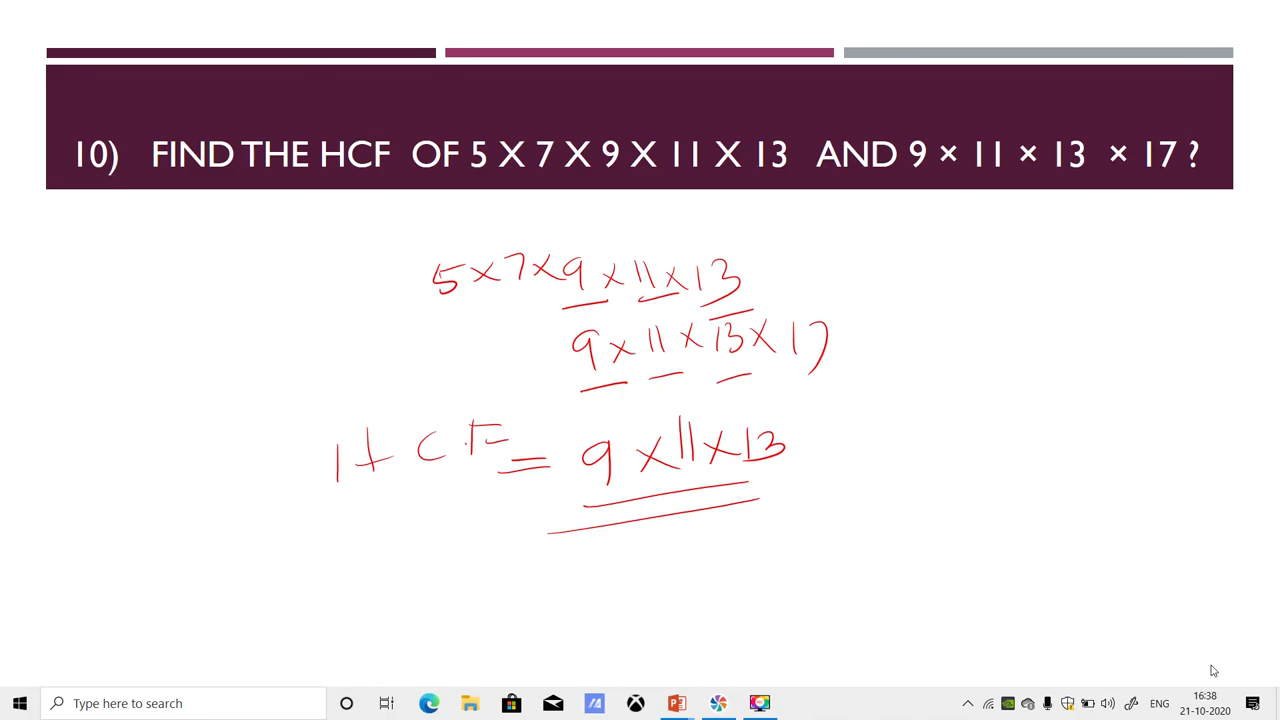 10) FIND THE HCF OF 5 X 7 X 9 X 11 X 13 AND 9 × 11 × 13 × 17 ?
5×7×9×11×13
9×11×13×17
HCF = 9×11×13
Type here to search
ENG
16:38
21-10-2020